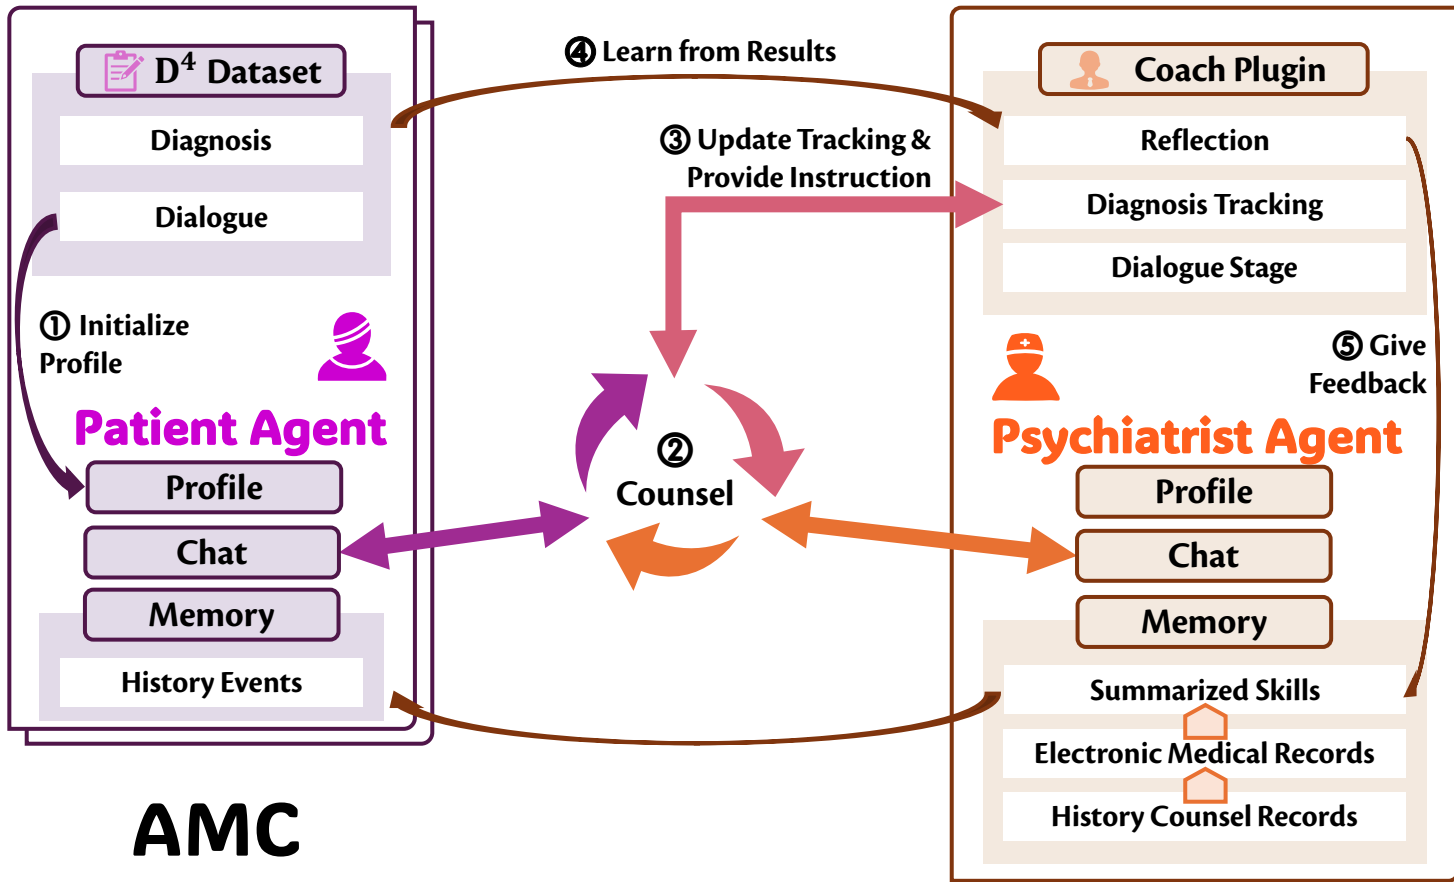 D⁴ Dataset
Diagnosis
Dialogue
① Initialize
Profile
Patient Agent
Profile
Chat
Memory
History Events
AMC
④ Learn from Results
③ Update Tracking &
Provide Instruction
②
Counsel
Coach Plugin
Reflection
Diagnosis Tracking
Dialogue Stage
⑤ Give
Feedback
Psychiatrist Agent
Profile
Chat
Memory
Summarized Skills
Electronic Medical Records
History Counsel Records